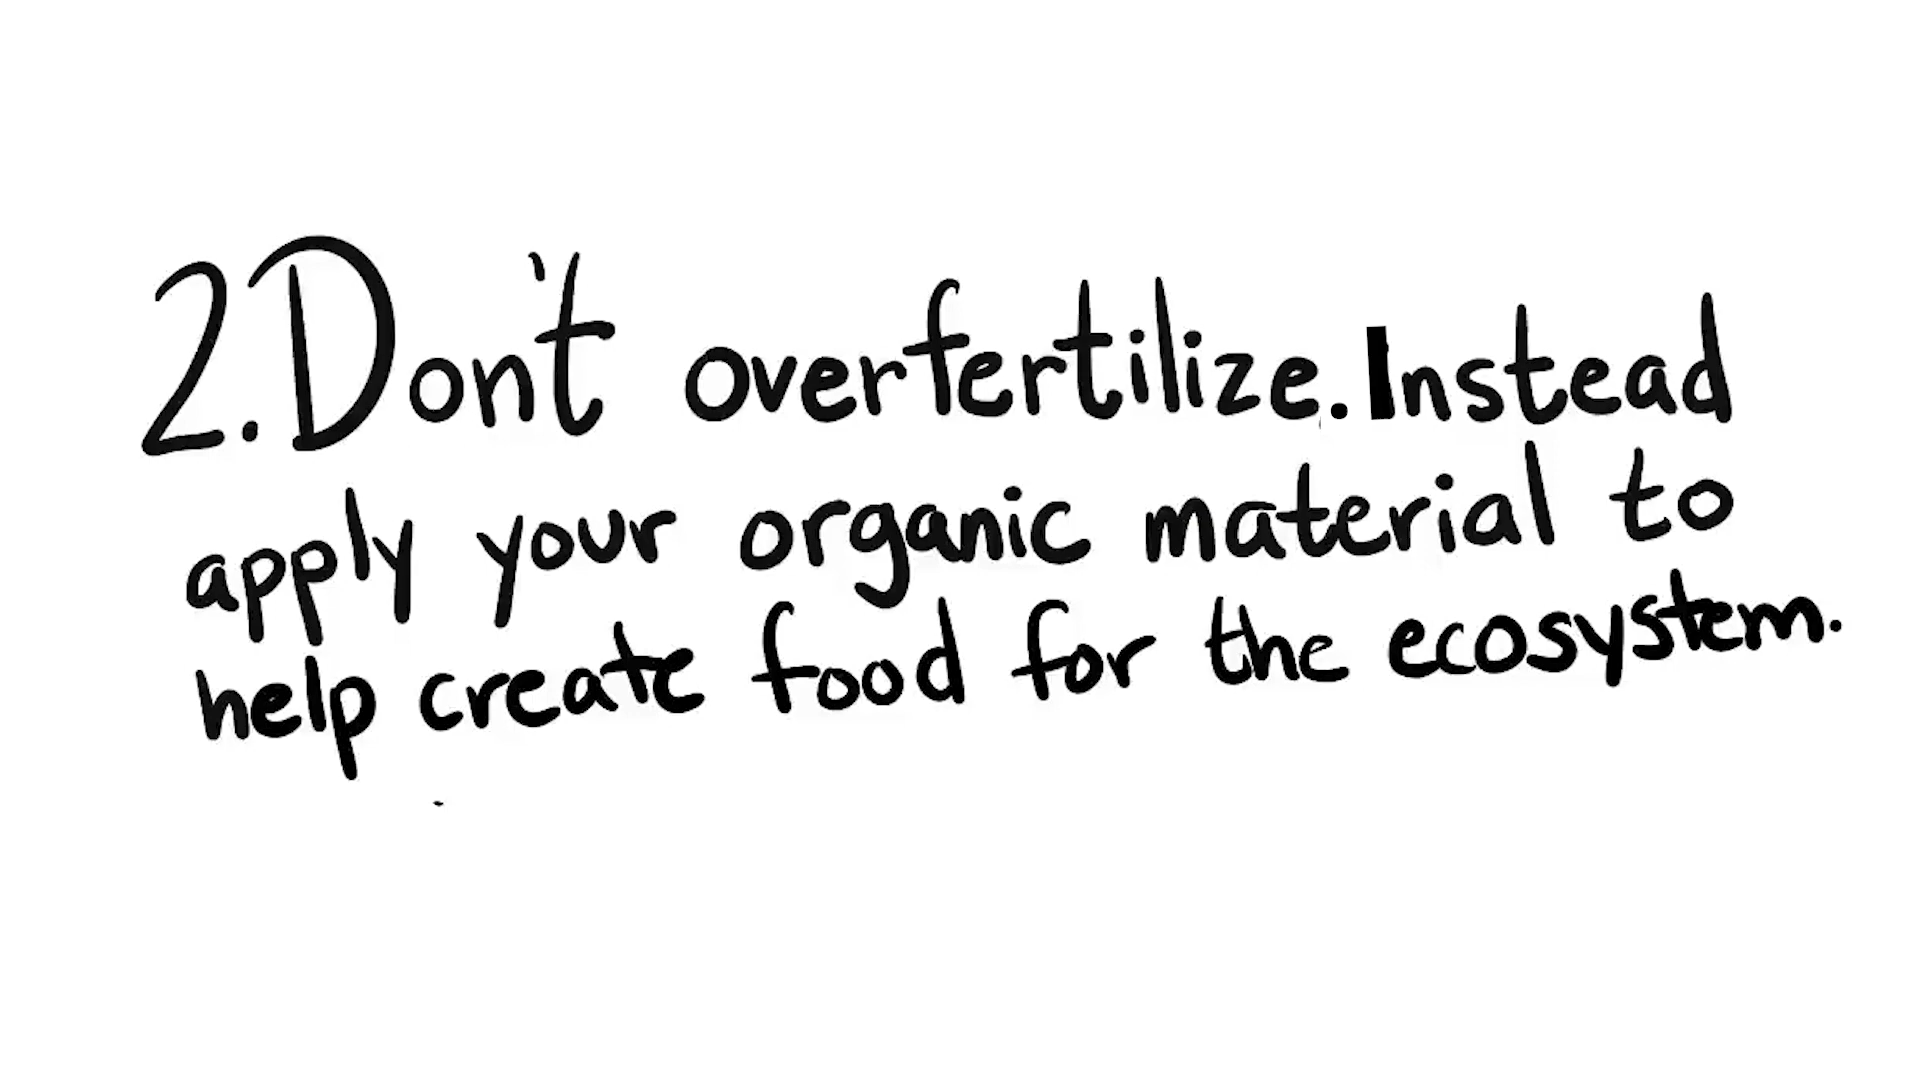 2. Don't overfertilize. Instead
apply your organic material to
help create food for the ecosystem.